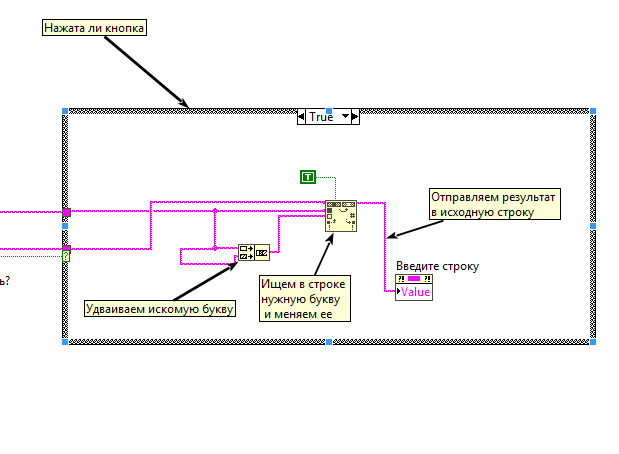 Нажата ли кнопка
True
T
Отправляем результат
в исходную строку
Введите строку
?! ?!
Value
?
ь?
Удваиваем искомую букву
Ищем в строке
нужную букву
и меняем ее